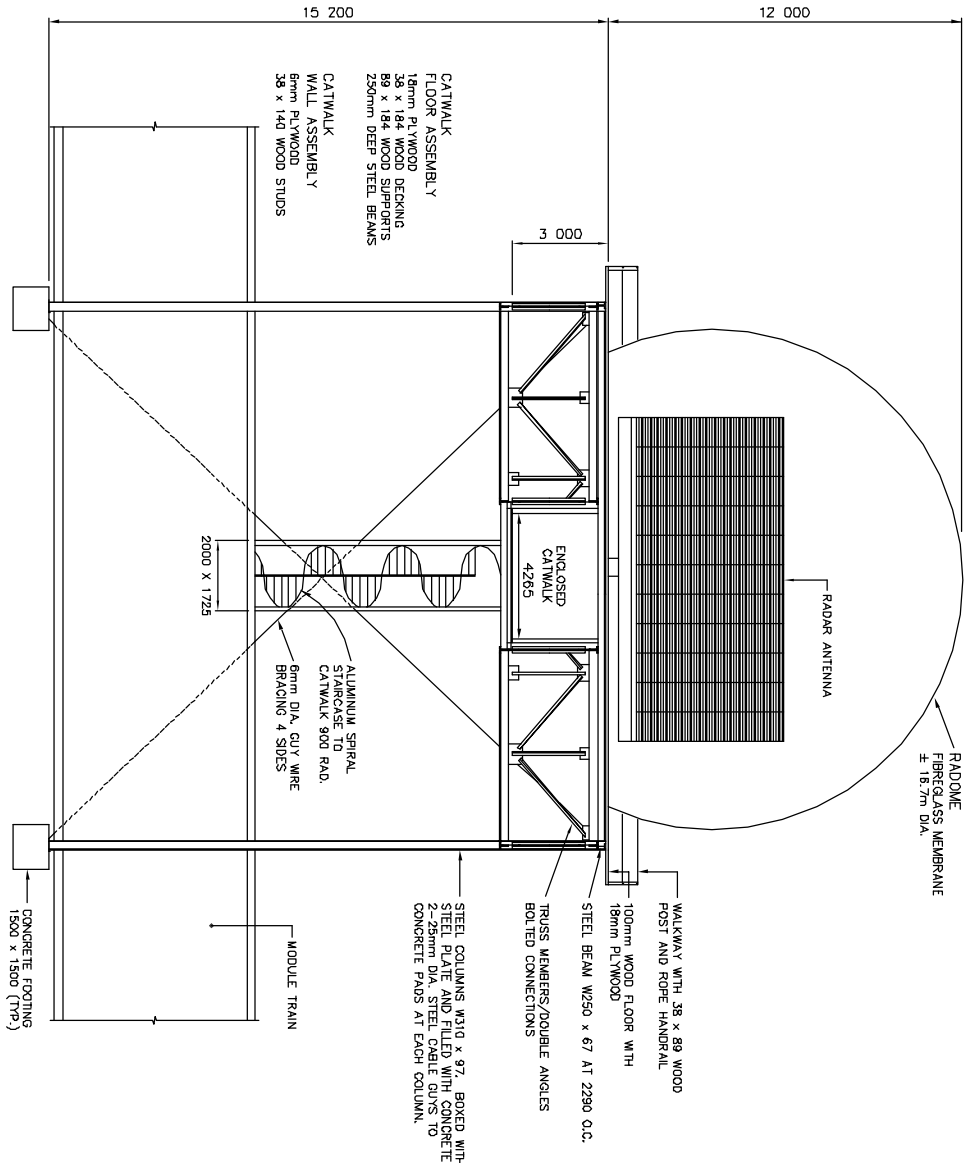 15 200
12 000
RADOME
FIBREGLASS MEMBRANE
± 16.7m DIA.
RADAR ANTENNA
3 000
CATWALK
FLOOR ASSEMBLY
18mm PLYWOOD
38 x 184 WOOD DECKING
89 x 184 WOOD SUPPORTS
250mm DEEP STEEL BEAMS
CATWALK
WALL ASSEMBLY
6mm PLYWOOD
38 x 140 WOOD STUDS
ENCLOSED
CATWALK
4265
WALKWAY WITH 38 x 89 WOOD
POST AND ROPE HANDRAIL
100mm WOOD FLOOR WITH
18mm PLYWOOD
STEEL BEAM W250 x 67 AT 2290 O.C.
TRUSS MEMBERS/DOUBLE ANGLES
BOLTED CONNECTIONS
STEEL COLUMNS W310 x 97, BOXED WITH
STEEL PLATE AND FILLED WITH CONCRETE
2-25mm DIA. STEEL CABLE GUYS TO
CONCRETE PADS AT EACH COLUMN.
2000 X 1725
ALUMINUM SPIRAL
STAIRCASE TO
CATWALK 900 RAD.
6mm DIA. GUY WIRE
BRACING 4 SIDES
MODULE TRAIN
CONCRETE FOOTING
1500 x 1500 (TYP.)